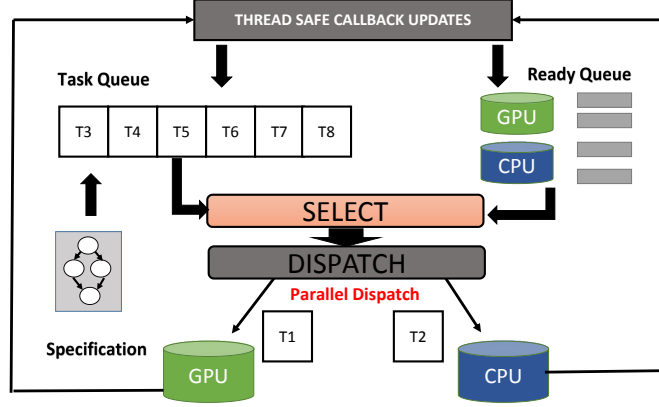 THREAD SAFE CALLBACK UPDATES
Task Queue
Ready Queue
T3 T4 T5 T6 T7 T8
GPU
CPU
SELECT
DISPATCH
Parallel Dispatch
T1
T2
Specification
GPU
CPU